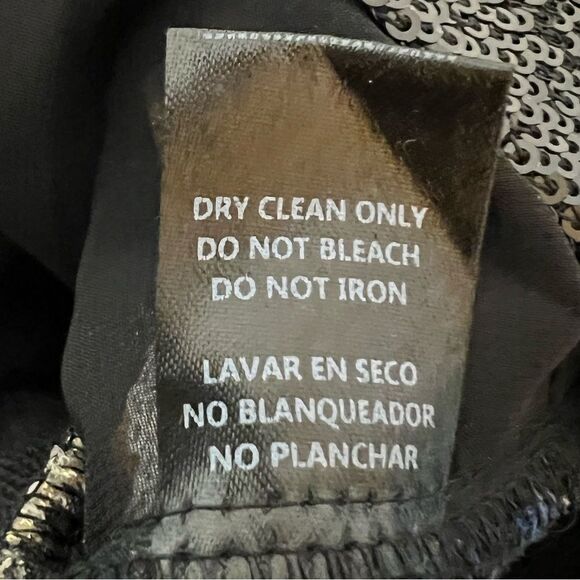 DRY CLEAN ONLY
DO NOT BLEACH
DO NOT IRON
LAVAR EN SECO
NO BLANQUEADOR
NO PLANCHAR